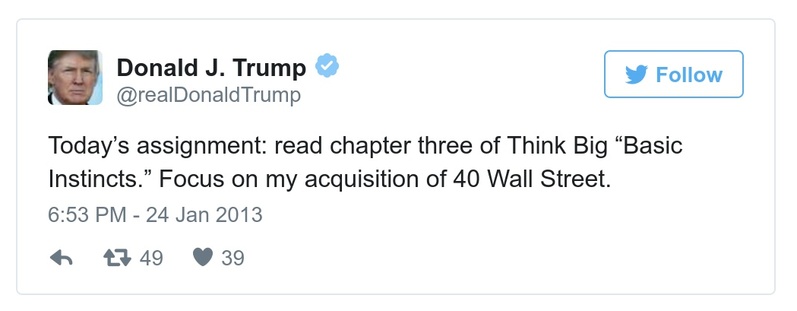 Donald J. Trump
@realDonaldTrump
Follow
Today’s assignment: read chapter three of Think Big “Basic
Instincts.” Focus on my acquisition of 40 Wall Street.
6:53 PM - 24 Jan 2013
49 39